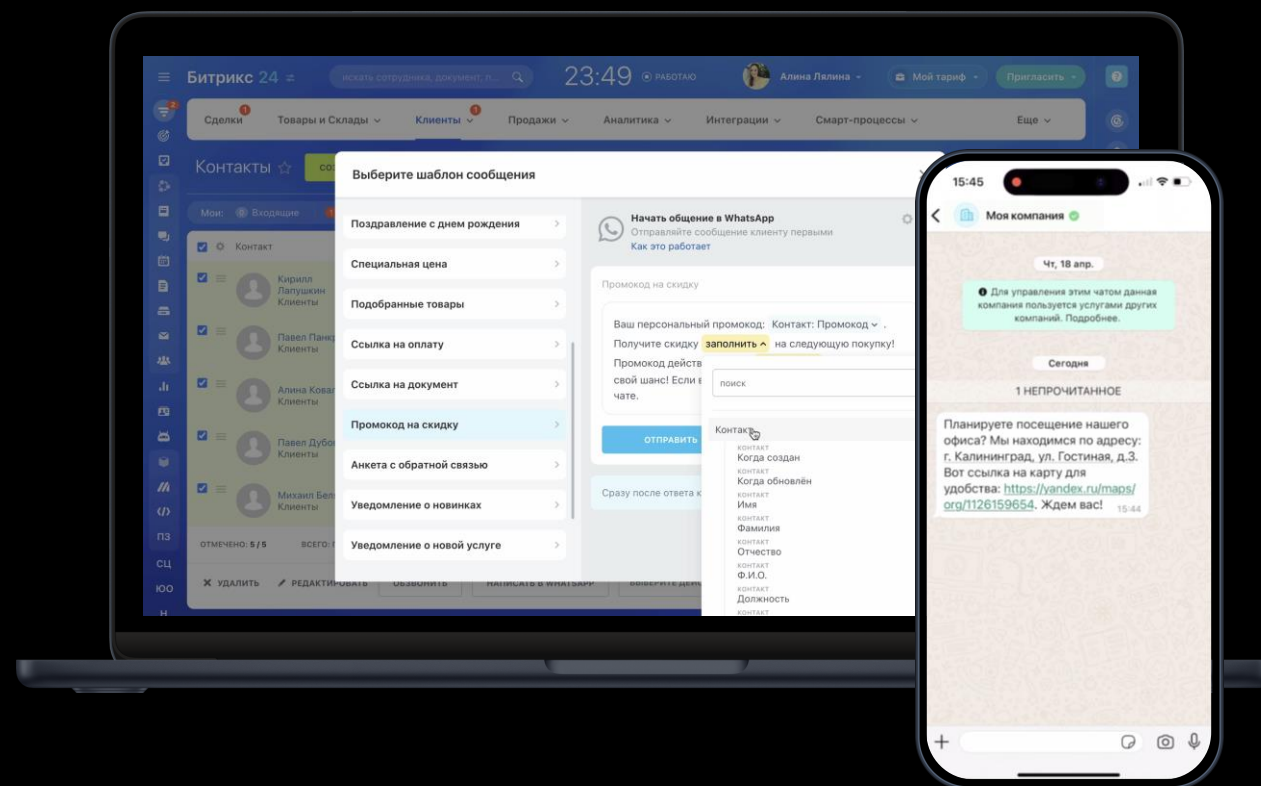 Битрикс 24
искать сотрудника, документ, п...
23:49
РАБОТАЮ
Алина Лялина
Мой тариф
Пригласить
2
Сделки
1
Товары и Склады
Клиенты
1
Продажи
Аналитика
Интеграции
Смарт-процессы
Еще
Контакты
Мои:
0
Входящие
Контакт
Кирилл
Лапушкин
Клиенты
Клиенты
Клиенты
Клиенты
Клиенты
ОТМЕЧЕНО: 5 / 5
ВСЕГО:
УДАЛИТЬ
РЕДАКТИРОВАТЬ
ОБЗВОНИТЬ
НАПИСАТЬ В WHATSAPP
ПЗ
СЦ
ЮО
Н
Выберите шаблон сообщения
Поздравление с днем рождения
Специальная цена
Подобранные товары
Ссылка на оплату
Ссылка на документ
Промокод на скидку
Анкета с обратной связью
Уведомление о новинках
Уведомление о новой услуге
Начать общение в WhatsApp
Отправляйте сообщение клиенту первыми
Как это работает
Промокод на скидку
Ваш персональный промокод: Контакт: Промокод .
Получите скидку заполнить на следующую покупку!
Промокод
свой шанс! Если
чате.
ОТПРАВИТЬ
Сразу после ответа
поиск
Контакт
КОНТАКТ
Когда создан
КОНТАКТ
Когда обновлён
КОНТАКТ
Имя
КОНТАКТ
Фамилия
КОНТАКТ
Отчество
КОНТАКТ
Ф.И.О.
КОНТАКТ
Должность
КОНТАКТ
15:45
Моя компания
Чт, 18 апр.
Для управления этим чатом данная
компания пользуется услугами других
компаний. Подробнее.
Сегодня
1 НЕПРОЧИТАННОЕ
Планируете посещение нашего
офиса? Мы находимся по адресу:
г. Калининград, ул. Гостиная, д.3.
Вот ссылка на карту для
удобства: https://yandex.ru/maps/
org/1126159654. Ждем вас!
15:44